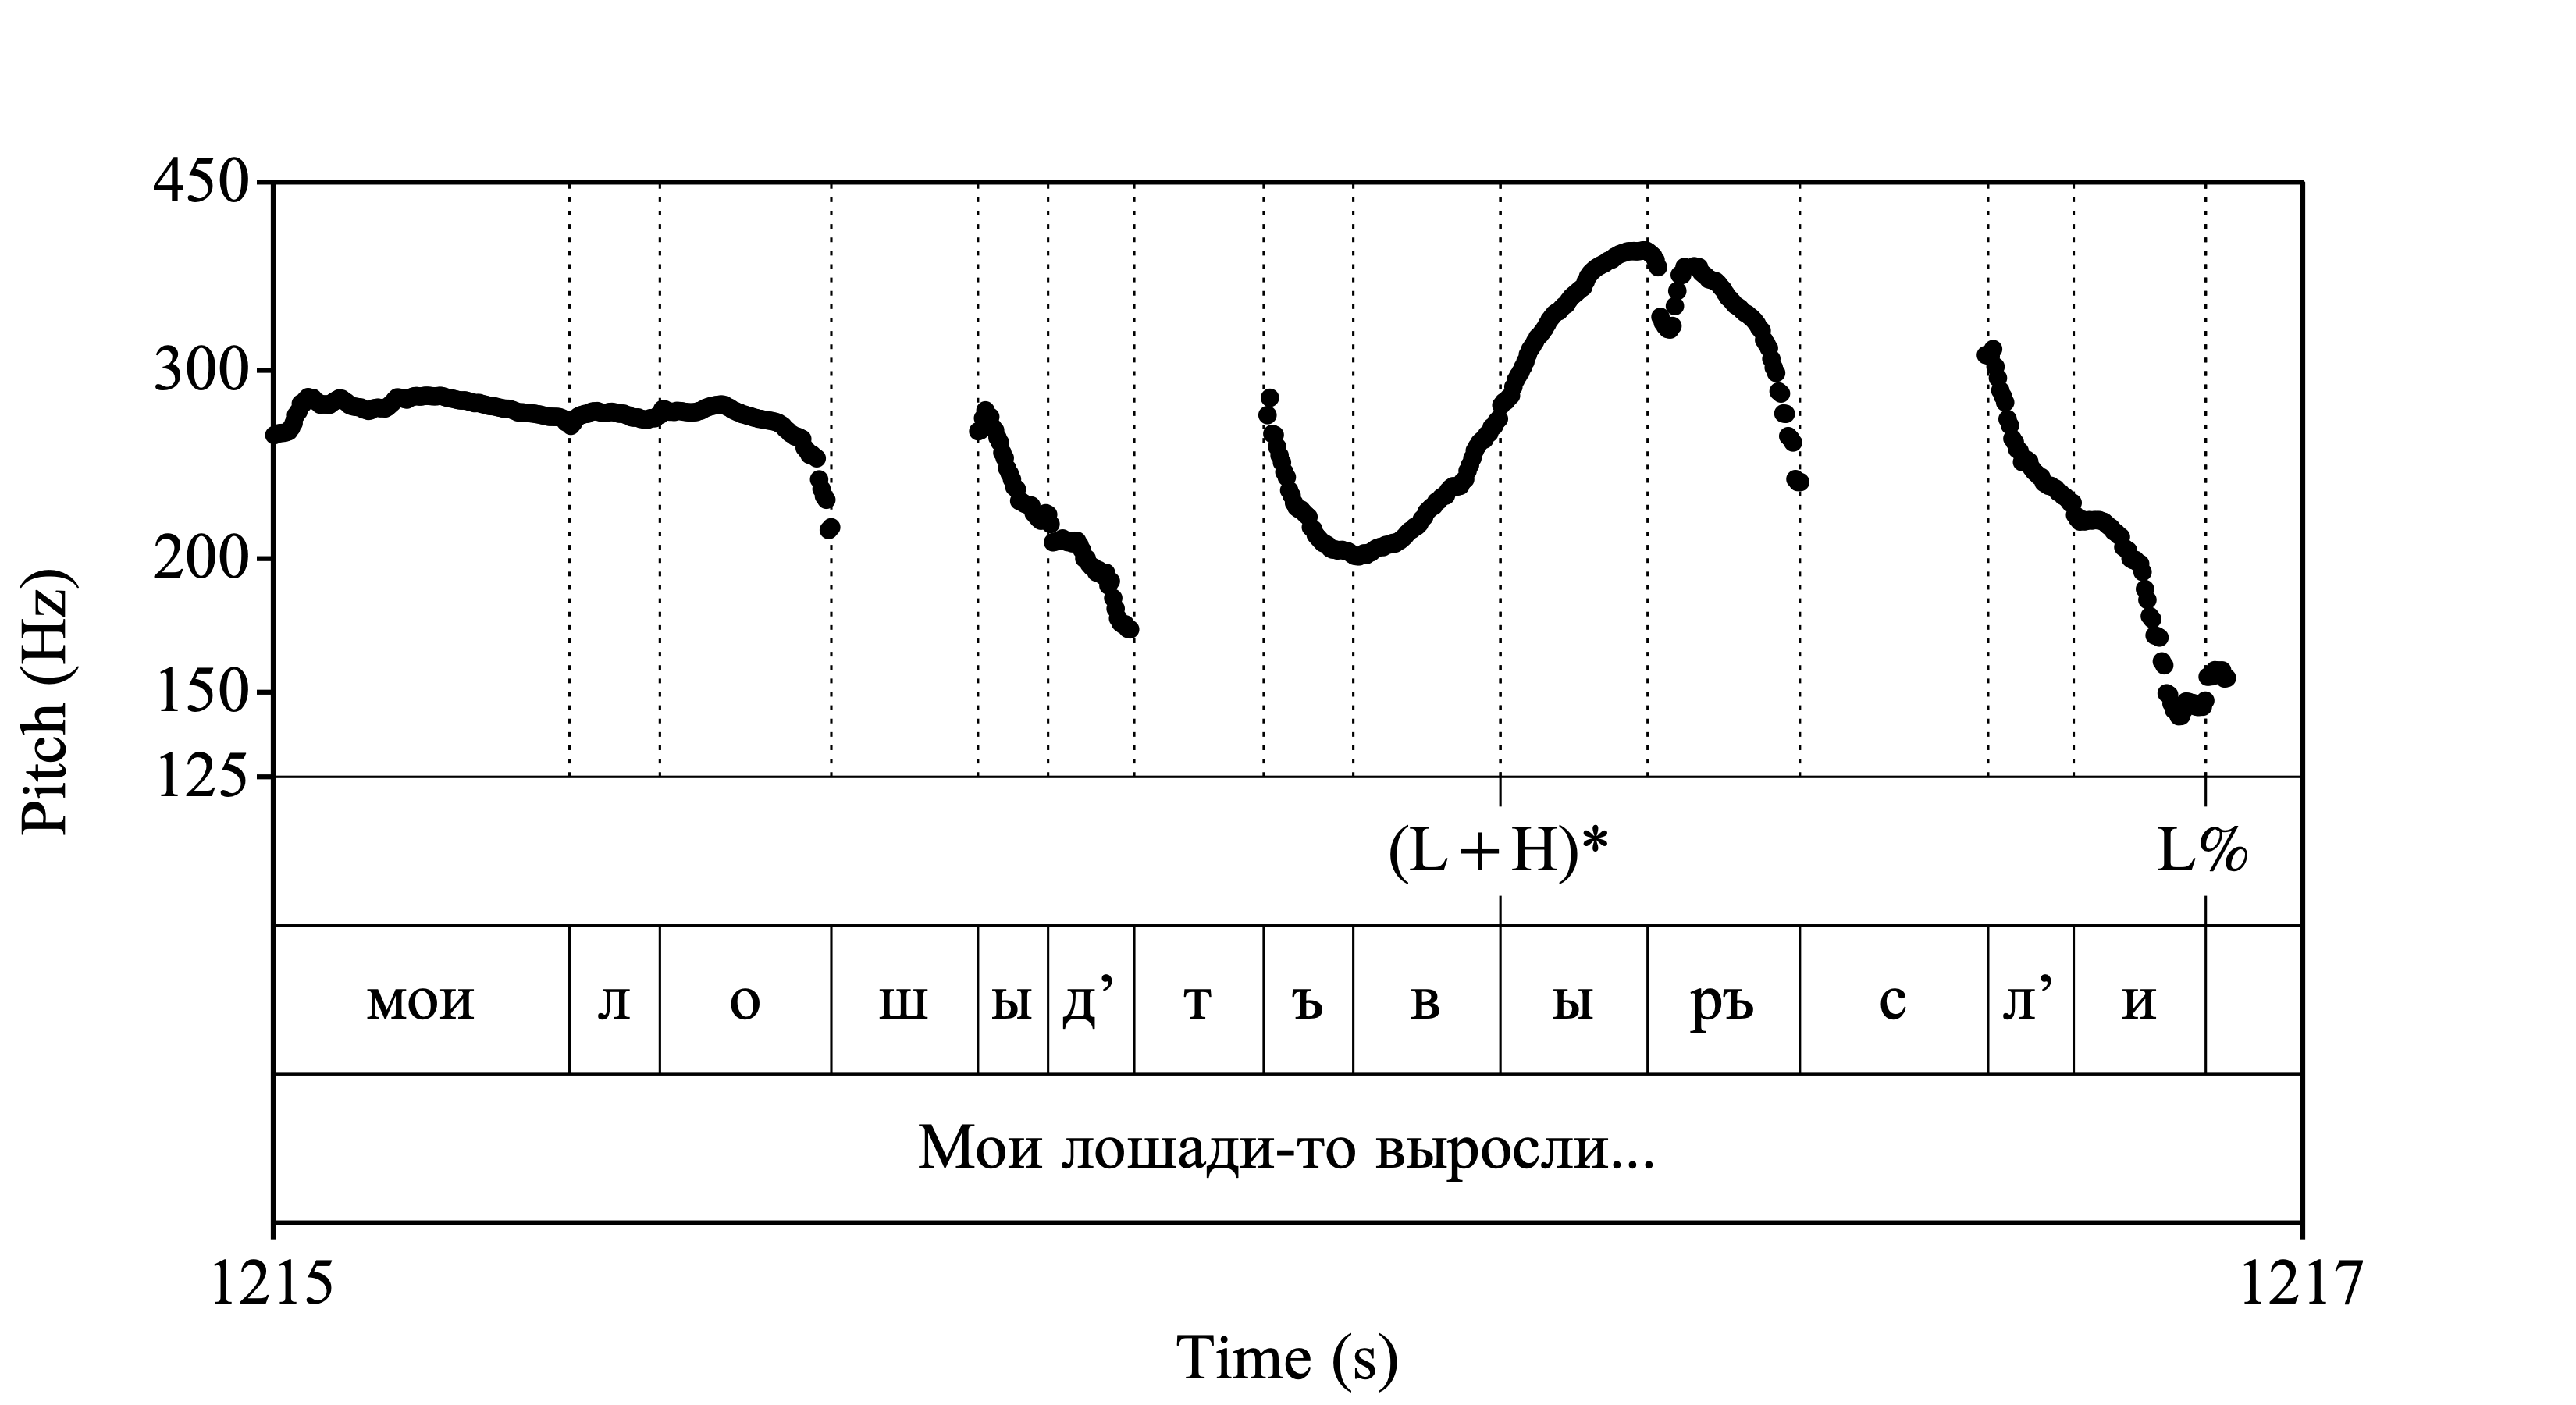 450
300
200
150
125
Pitch (Hz)
(L + H)* L%
мои л о ш ы д’ т ъ в ы ръ с л’ и
Мои лошади-то выросли...
1215 1217
Time (s)